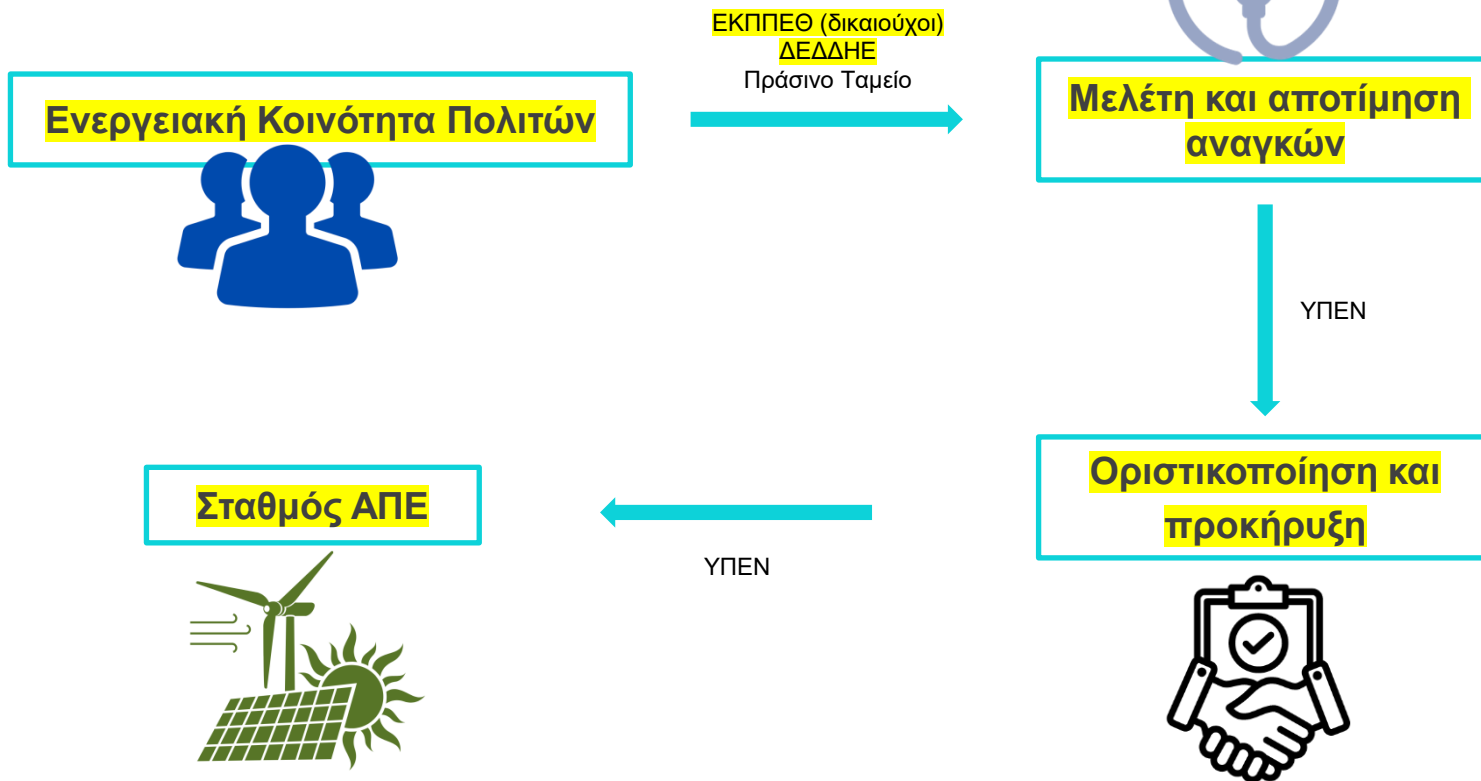 ΕΚΠΠΕΘ (δικαιούχοι)
ΔΕΔΔΗΕ
Πράσινο Ταμείο
Ενεργειακή Κοινότητα Πολιτών
Μελέτη και αποτίμηση
αναγκών
ΥΠΕΝ
Οριστικοποίηση και
προκήρυξη
ΥΠΕΝ
Σταθμός ΑΠΕ